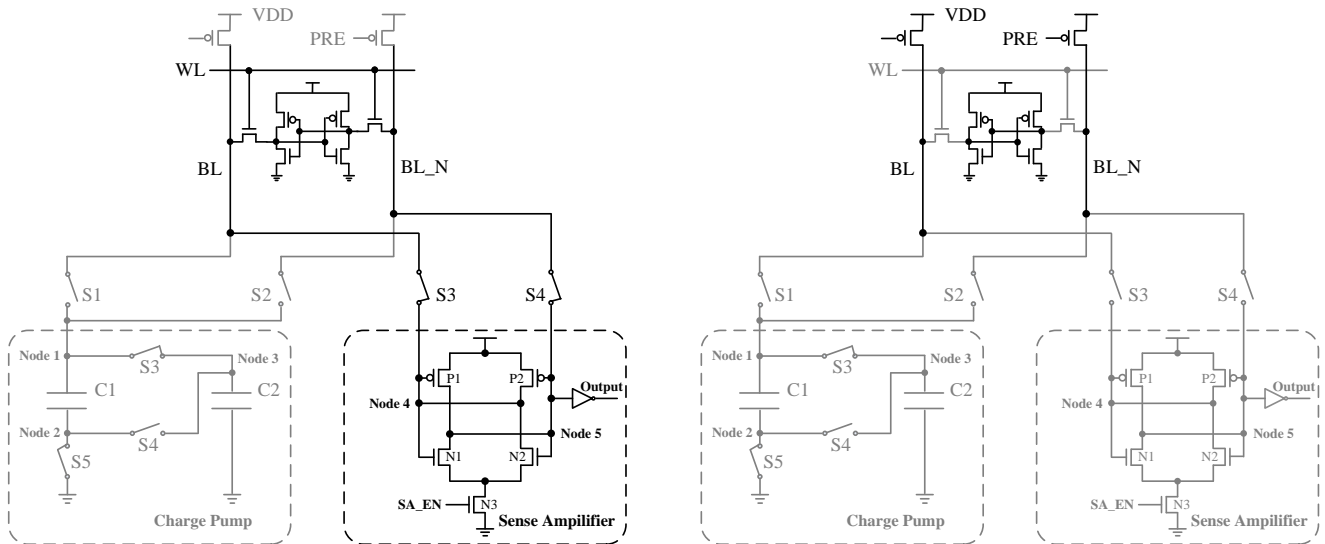 VDD
PRE
WL
BL
BL_N
S1
S2
S3
S4
Node 1
S3
Node 3
C1
C2
Node 2
S4
S5
Charge Pump
P1
P2
Output
Node 4
Node 5
N1
N2
SA_EN
N3
Sense Ampilifier
VDD
PRE
WL
BL
BL_N
S1
S2
S3
S4
Node 1
S3
Node 3
C1
C2
Node 2
S4
S5
Charge Pump
P1
P2
Output
Node 4
Node 5
N1
N2
SA_EN
N3
Sense Ampilifier